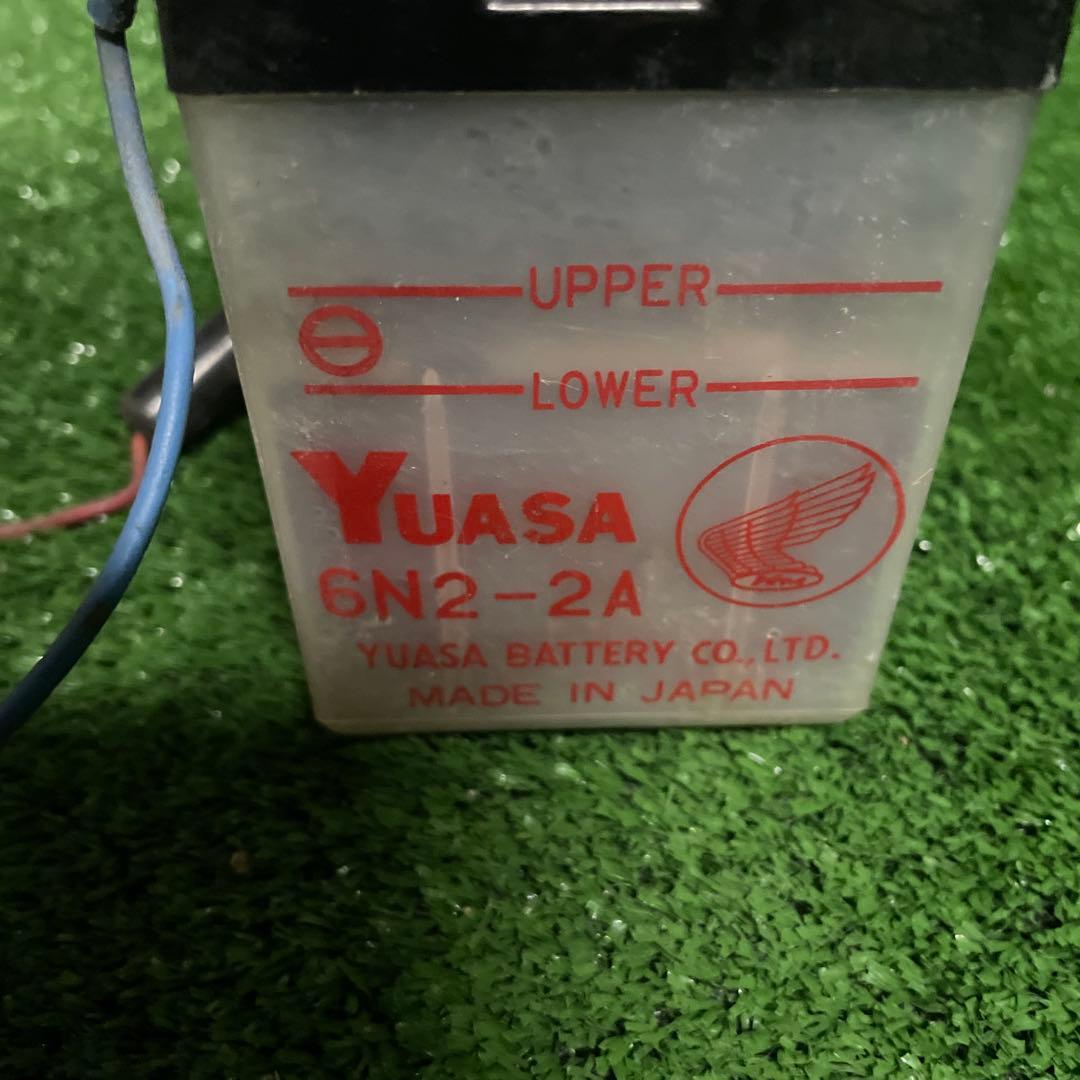 UPPER
LOWER
YUASA
6N2-2A
YUASA BATTERY CO., LTD.
MADE IN JAPAN